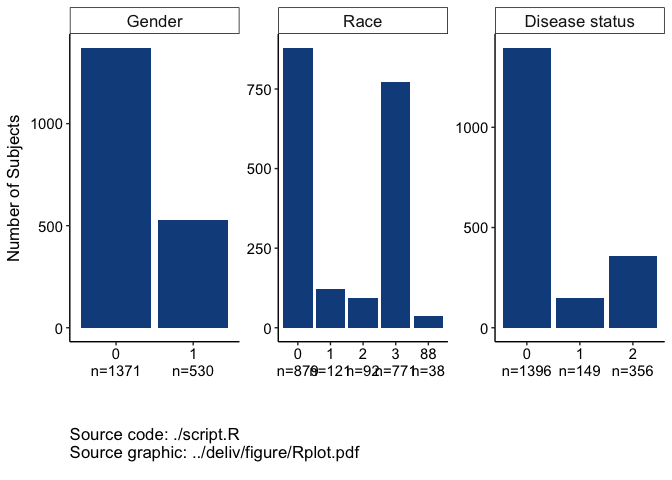 Gender
Race
Disease status
Number of Subjects
1000
500
0
750
500
250
0
1000
500
0
0 1
n=1371 n=530
0 1 2 3 88
n=879 n=121 n=92 n=771 n=38
0 1 2
n=1396 n=149 n=356
Source code: ./script.R
Source graphic: ../deliv/figure/Rplot.pdf